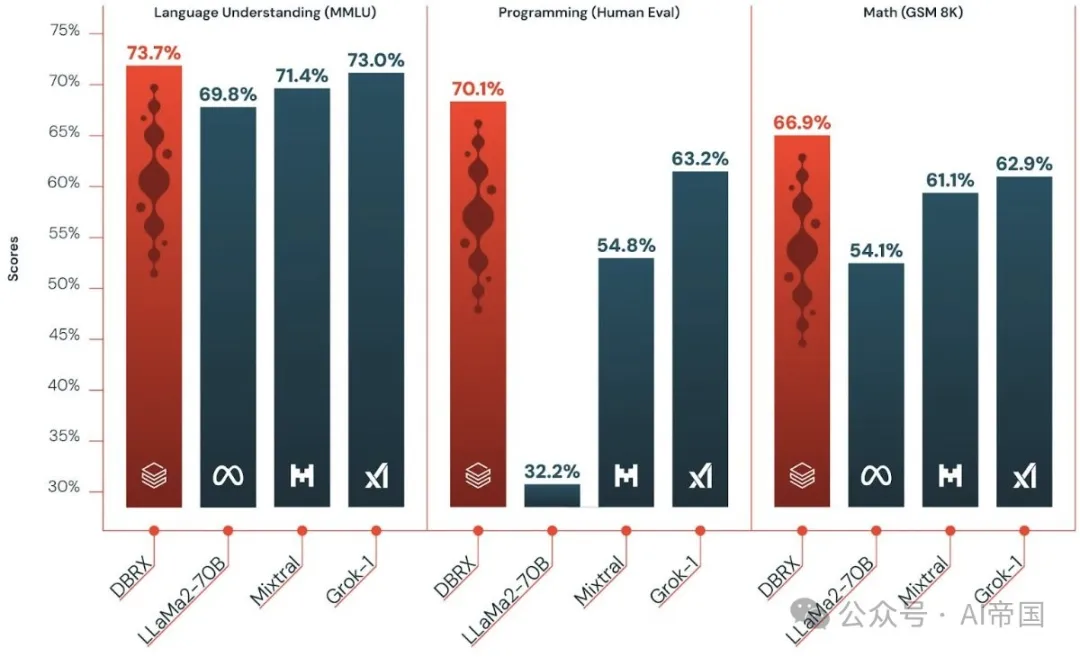 Language Understanding (MMLU)
Programming (Human Eval)
Math (GSM 8K)
Scores
75%
70%
65%
60%
55%
50%
45%
40%
35%
30%
73.7%
69.8%
71.4%
73.0%
70.1%
32.2%
54.8%
63.2%
66.9%
54.1%
61.1%
62.9%
xI
DBRX
LLaMa2-70B
Mixtral
Grok-1
DBRX
LLaMa2-70B
Mixtral
Grok-1
DBRX
LLaMa2-70B
Mixtral
Grok-1
公众号 · AI帝国